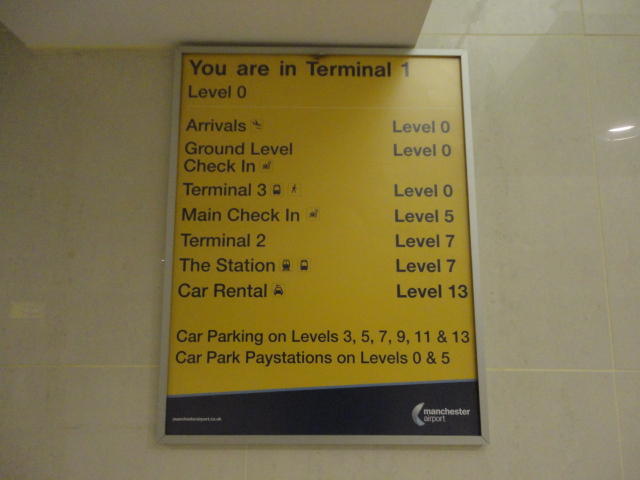 You are in Terminal 1
Level 0
Arrivals Level 0
Ground Level Level 0
Check In
Terminal 3 Level 0
Main Check In Level 5
Terminal 2 Level 7
The Station Level 7
Car Rental Level 13
Car Parking on Levels 3, 5, 7, 9, 11 & 13
Car Park Paystations on Levels 0 & 5
manchesterairport.co.uk
manchester
airport